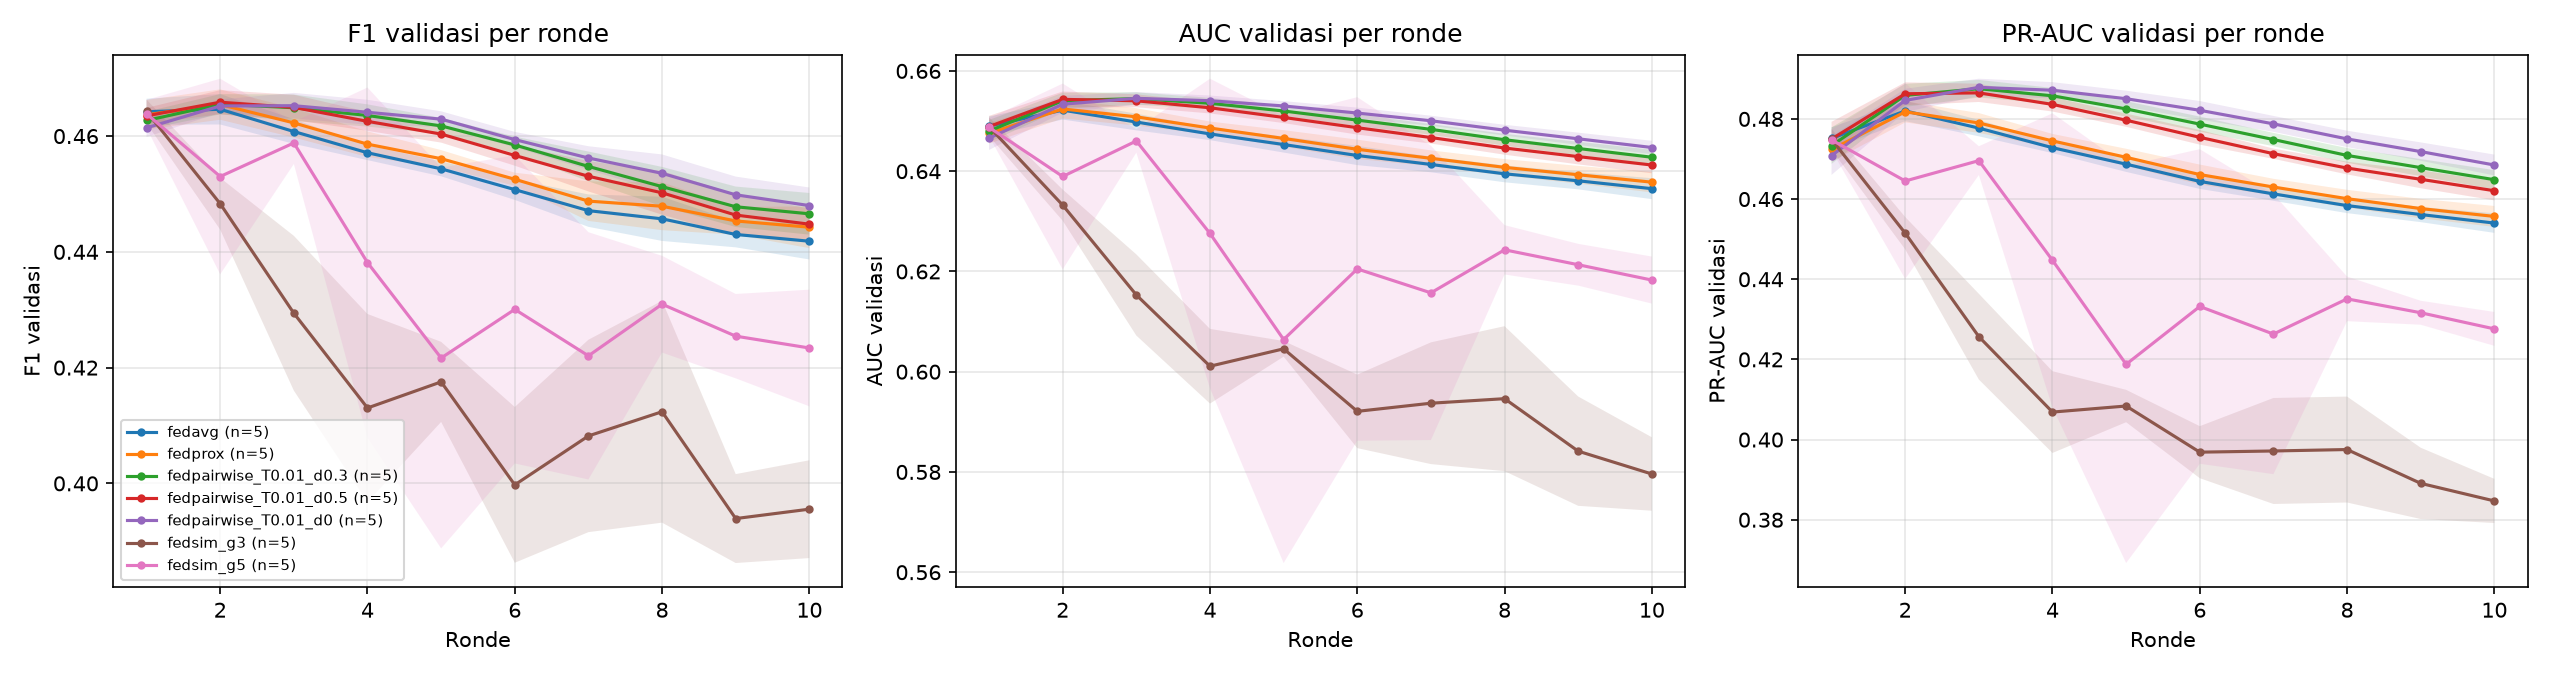 F1 validasi per ronde
F1 validasi
0.46
0.44
0.42
0.40
fedavg (n=5)
fedprox (n=5)
fedpairwise_T0.01_d0.3 (n=5)
fedpairwise_T0.01_d0.5 (n=5)
fedpairwise_T0.01_d0 (n=5)
fedsim_g3 (n=5)
fedsim_g5 (n=5)
2 4 6 8 10
Ronde
AUC validasi per ronde
AUC validasi
0.66
0.64
0.62
0.60
0.58
0.56
2 4 6 8 10
Ronde
PR-AUC validasi per ronde
PR-AUC validasi
0.48
0.46
0.44
0.42
0.40
0.38
2 4 6 8 10
Ronde